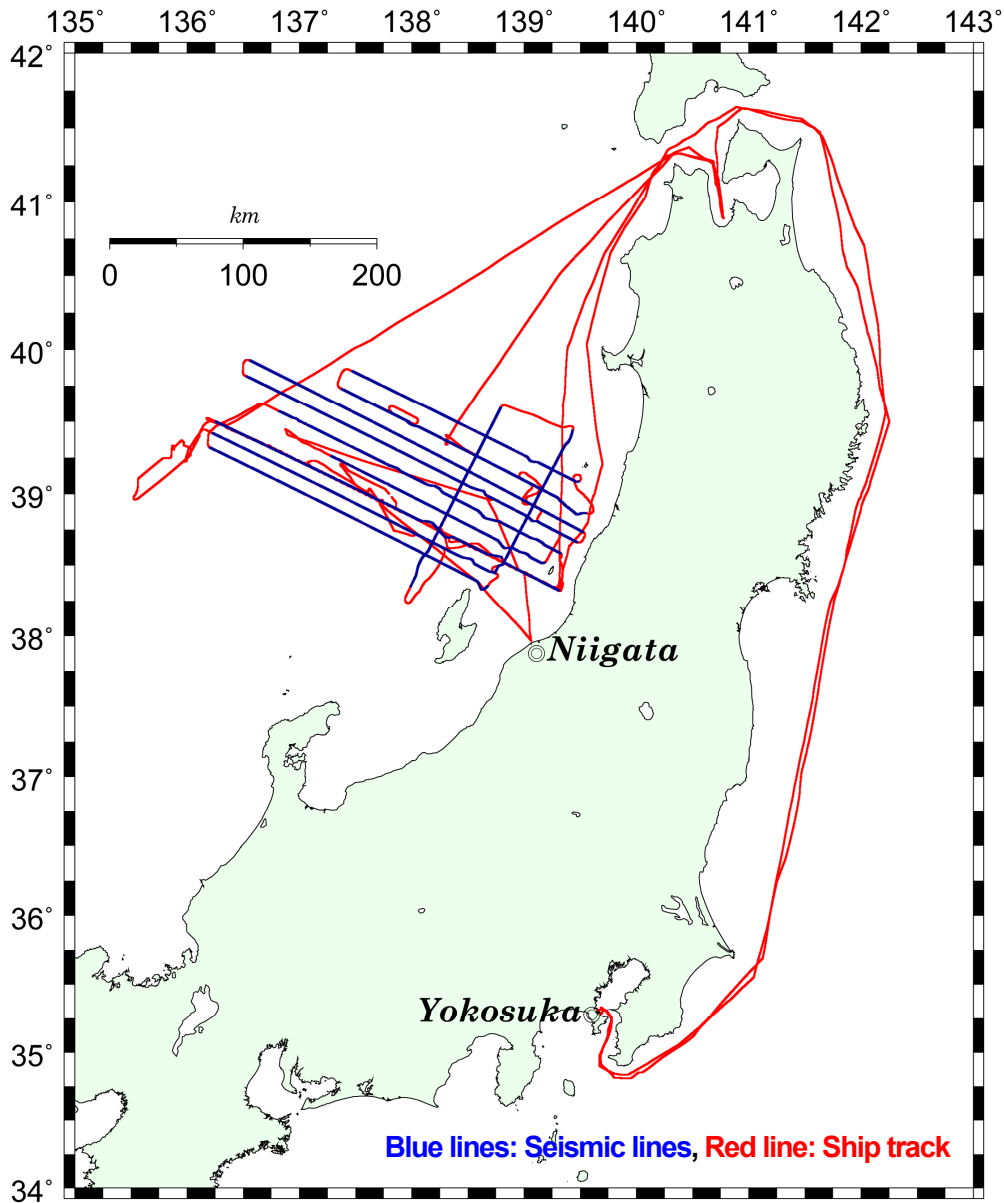 135° 136° 137° 138° 139° 140° 141° 142° 143°
42°
41°
km
0 100 200
40°
39°
38°
Niigata
37°
36°
Yokosuka
35°
Blue lines: Seismic lines, Red line: Ship track
34°